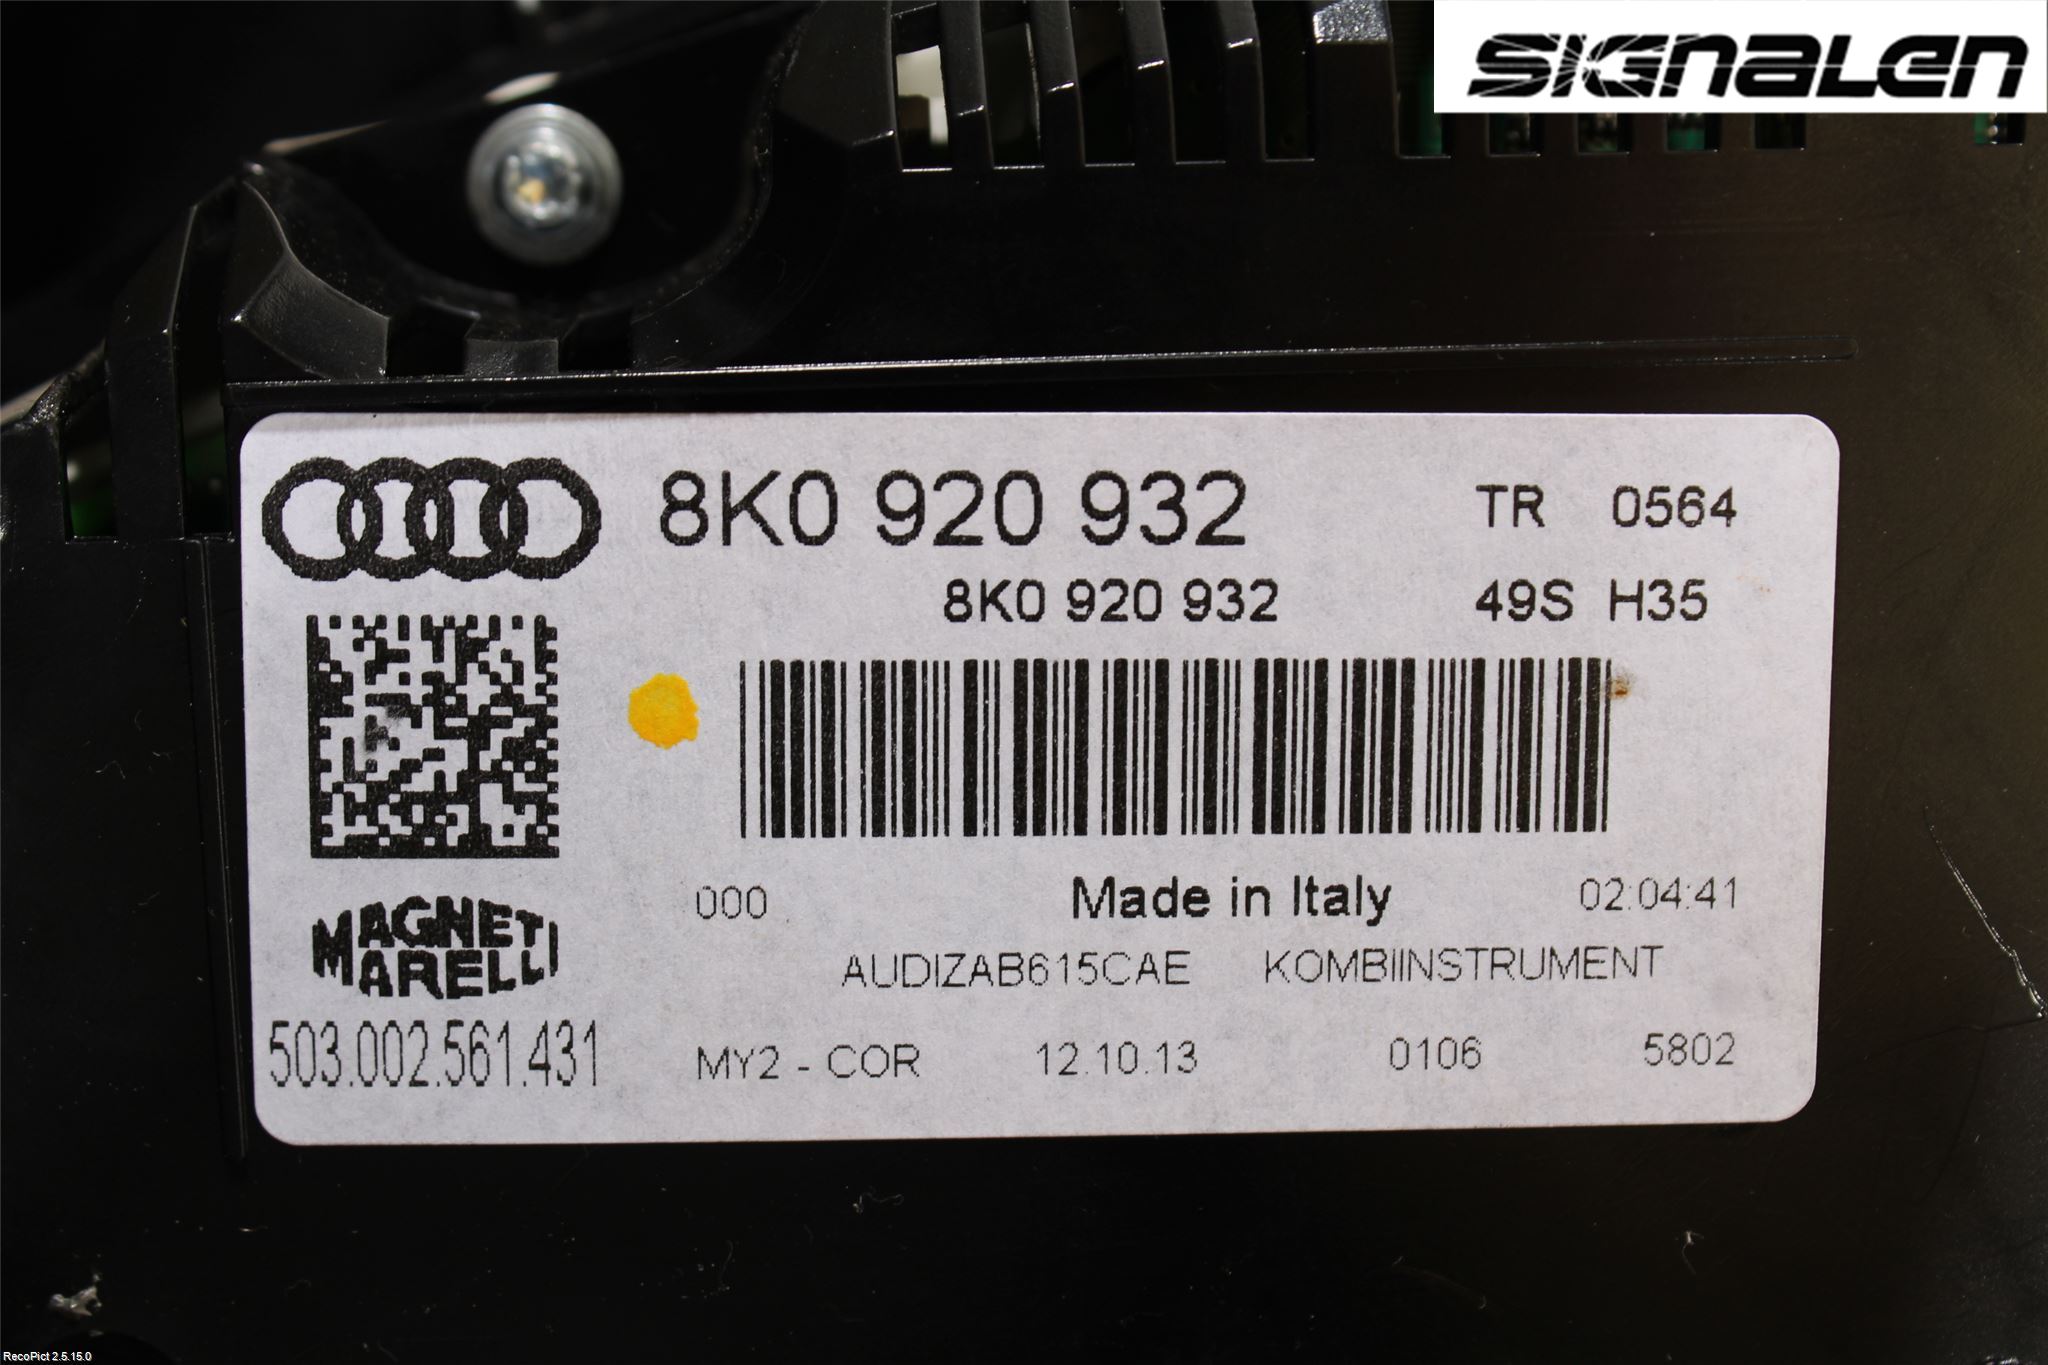 SIGNALEN
8K0 920 932 TR 0564
8K0 920 932 49S H35
000 Made in Italy 02:04:41
MAGNETI
MARELLI
AUDIZAB615CAE KOMBIINSTRUMENT
503.002.561.431 MY2 - COR 12.10.13 0106 5802
RecoPict 2.5.15.0